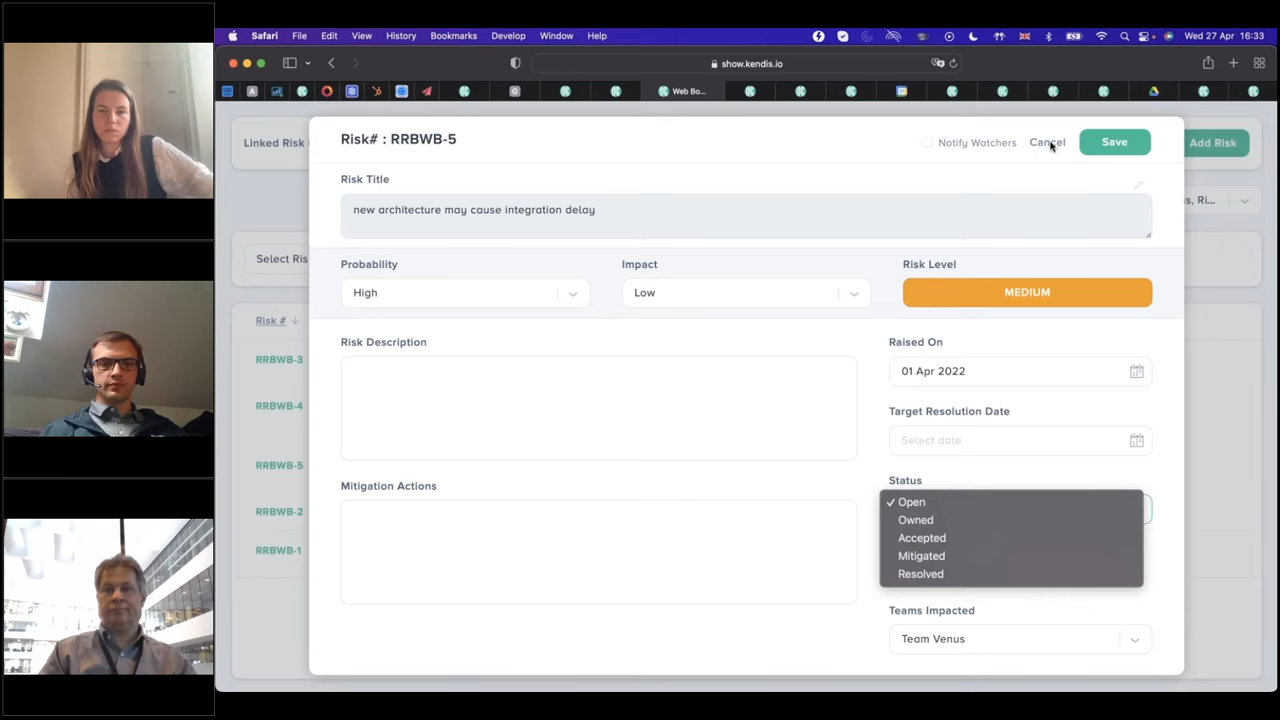 Safari File Edit View History Bookmarks Develop Window Help Wed 27 Apr 16:33
show.kendis.io
Web Bo...
Linked Risk
Add Risk
s, Ri...
Select Ris
Risk #
RRBWB-3
RRBWB-4
RRBWB-5
RRBWB-2
RRBWB-1
Risk# : RRBWB-5
Notify Watchers Cancel Save
Risk Title
new architecture may cause integration delay
Probability Impact Risk Level
High Low MEDIUM
Risk Description
Raised On
01 Apr 2022
Target Resolution Date
Select date
Mitigation Actions
Status
Open
Owned
Accepted
Mitigated
Resolved
Teams Impacted
Team Venus